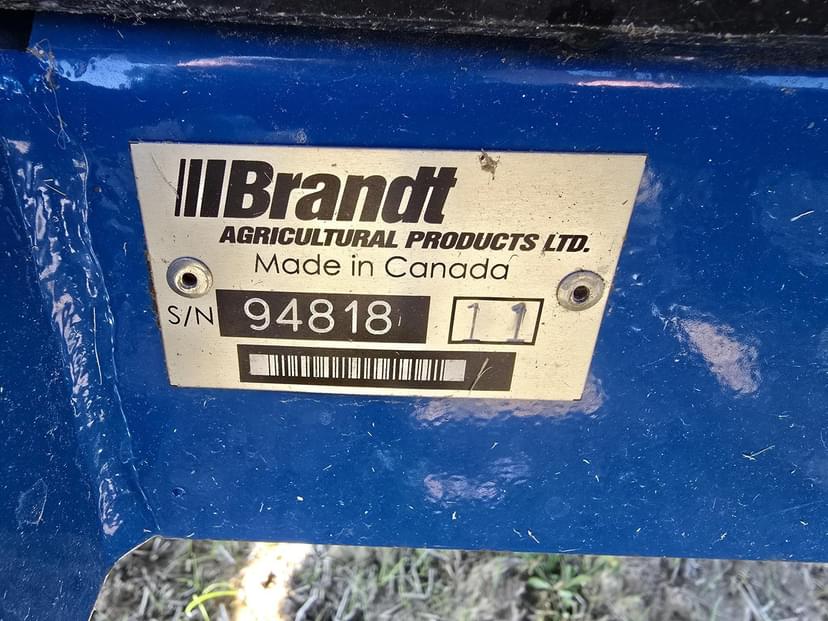 Brandt
AGRICULTURAL PRODUCTS LTD.
Made in Canada
S/N 94818 11